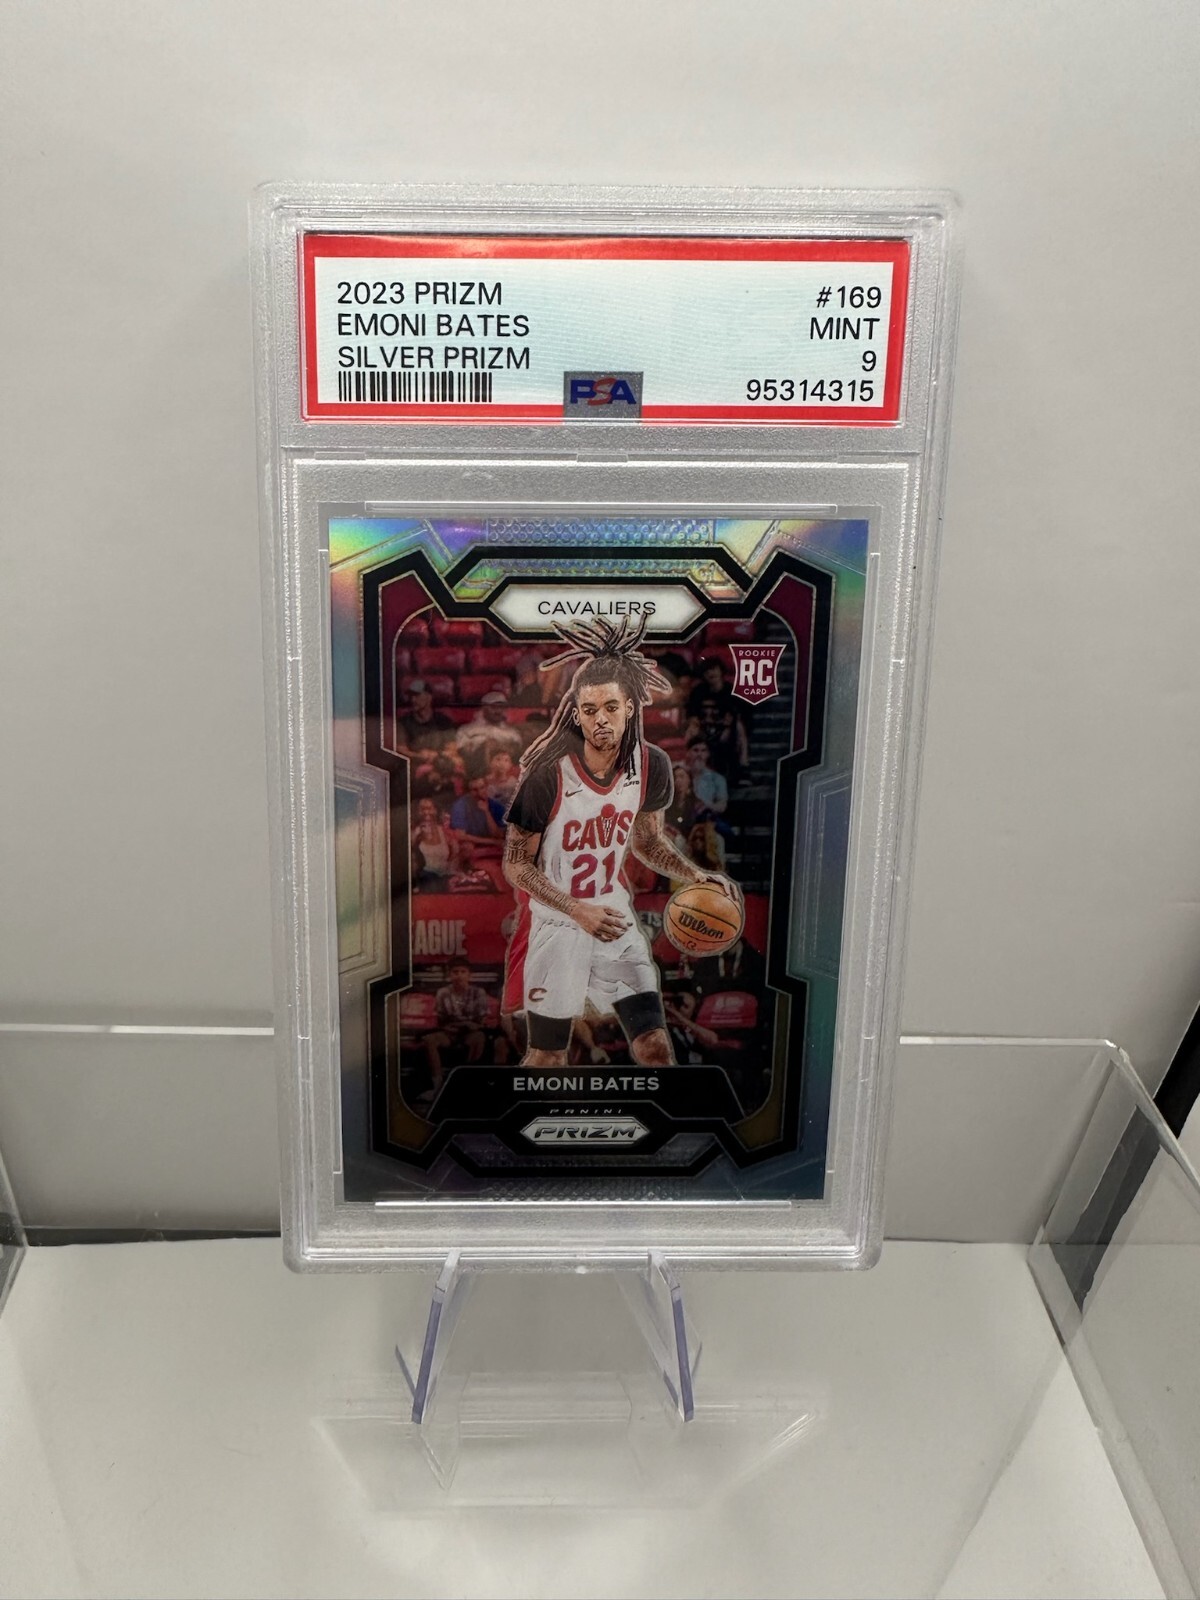 2023 PRIZM #169
EMONI BATES MINT
SILVER PRIZM 9
PSA 95314315
CAVALIERS
ROOKIE
RC
CARD
CAVS
21
Wilson
AGUE
C
EMONI BATES
PANINI
PRIZM